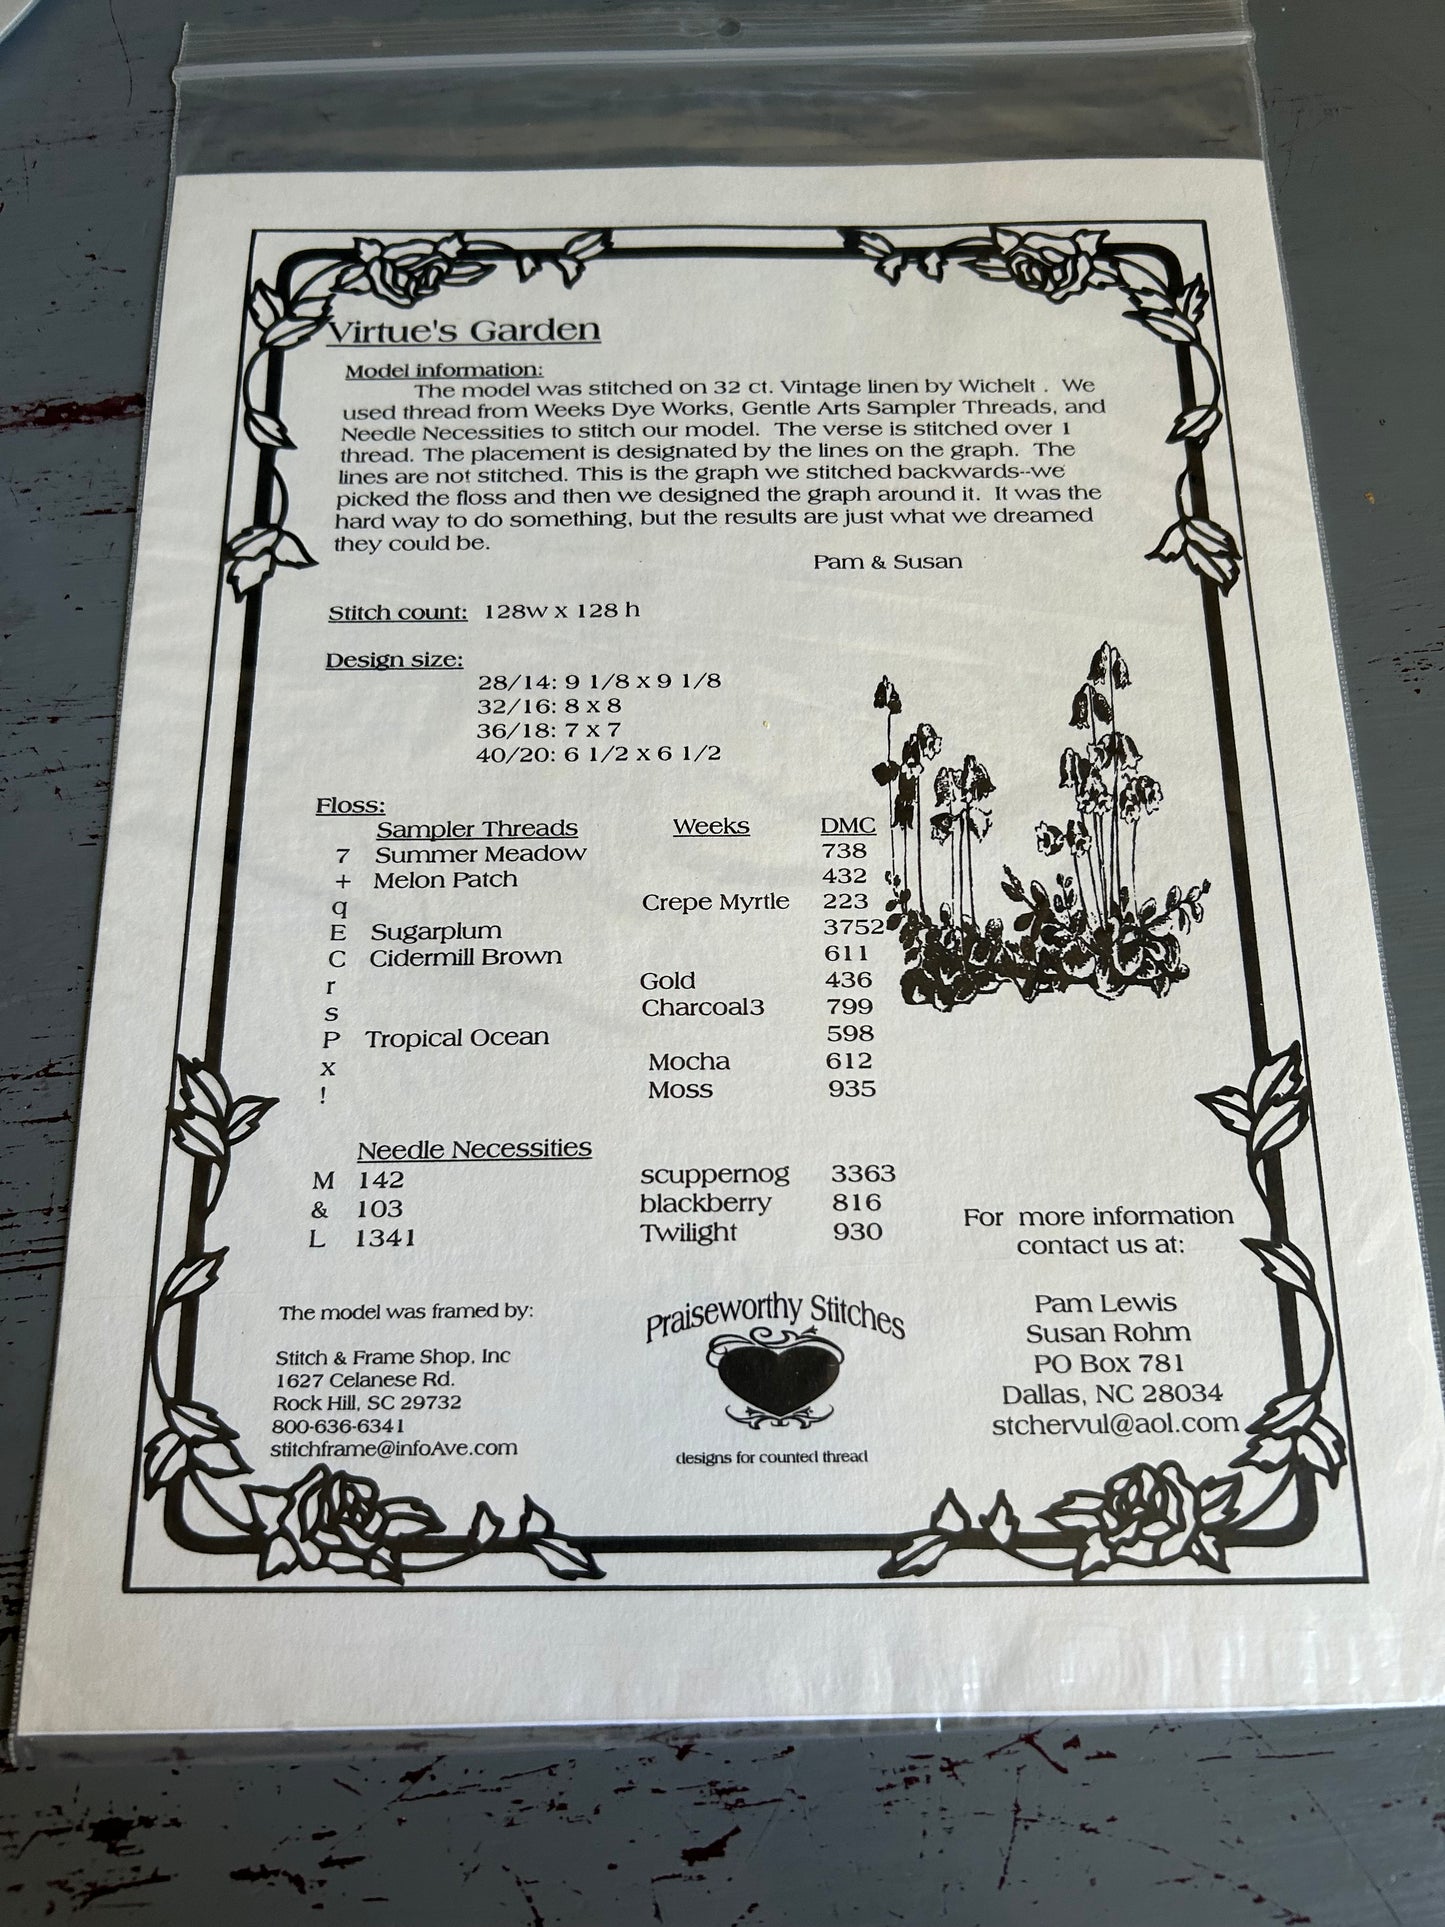 Virtue's Garden
Model information:
The model was stitched on 32 ct. Vintage linen by Wichelt . We
used thread from Weeks Dye Works, Gentle Arts Sampler Threads, and
Needle Necessities to stitch our model. The verse is stitched over 1
thread. The placement is designated by the lines on the graph. The
lines are not stitched. This is the graph we stitched backwards--we
picked the floss and then we designed the graph around it. It was the
hard way to do something, but the results are just what we dreamed
they could be.
Pam & Susan
Stitch count: 128w x 128 h
Design size:
28/14: 9 1/8 x 9 1/8
32/16: 8 x 8
36/18: 7 x 7
40/20: 6 1/2 x 6 1/2
Floss:
Sampler Threads Weeks DMC
7 Summer Meadow 738
+ Melon Patch 432
q Crepe Myrtle 223
E Sugarplum 3752
C Cidermill Brown 611
r Gold 436
s Charcoal3 799
P Tropical Ocean 598
x Mocha 612
! Moss 935
Needle Necessities
M 142 scuppernog 3363
& 103 blackberry 816
L 1341 Twilight 930
For more information
contact us at:
Pam Lewis
Susan Rohm
PO Box 781
Dallas, NC 28034
stchervul@aol.com
The model was framed by:
Stitch & Frame Shop, Inc
1627 Celanese Rd.
Rock Hill, SC 29732
800-636-6341
stitchframe@infoAve.com
Praiseworthy Stitches
designs for counted thread